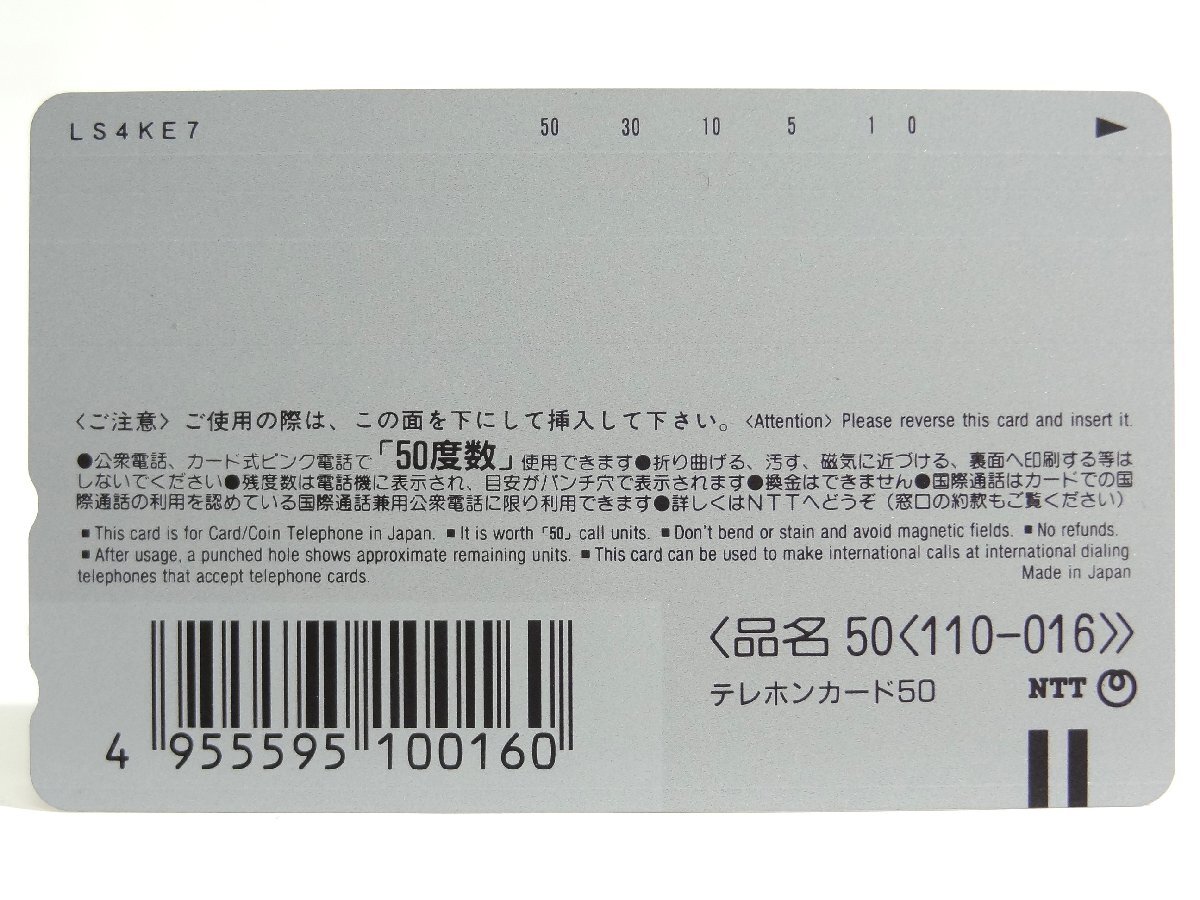 LS4KE7 50 30 10 5 1 0
〈ご注意〉ご使用の際は、この面を下にして挿入して下さい。〈Attention〉Please reverse this card and insert it.
●公衆電話、カード式ピンク電話で「50度数」使用できます●折り曲げる、汚す、磁気に近づける、裏面へ印刷する等は
しないでください●残度数は電話機に表示され、目安がパンチ穴で表示されます●換金はできません●国際通話はカードでの国
際通話の利用を認めている国際通話兼用公衆電話に限り利用できます●詳しくはNTTへどうぞ（窓口の約款もご覧ください）
■ This card is for Card/Coin Telephone in Japan. ■ It is worth「50」call units. ■ Don't bend or stain and avoid magnetic fields. ■ No refunds.
■ After usage, a punched hole shows approximate remaining units. ■ This card can be used to make international calls at international dialing
telephones that accept telephone cards. Made in Japan
〈品名 50〈110-016〉〉
テレホンカード50 NTT
4 955595 100160